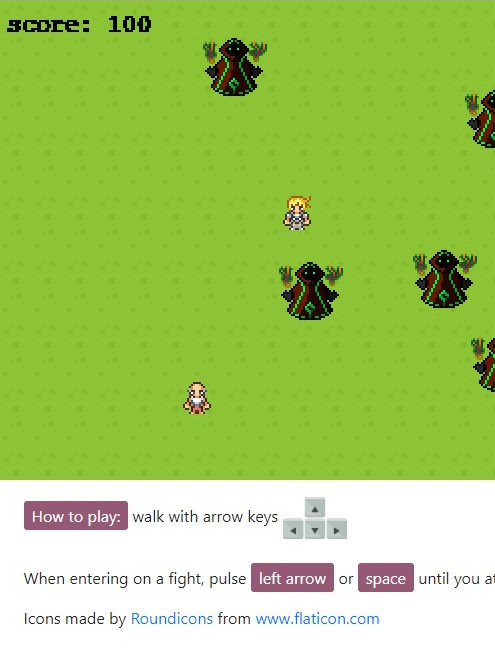 score: 100
How to play: walk with arrow keys
When entering on a fight, pulse left arrow or space until you at
Icons made by Roundicons from www.flaticon.com